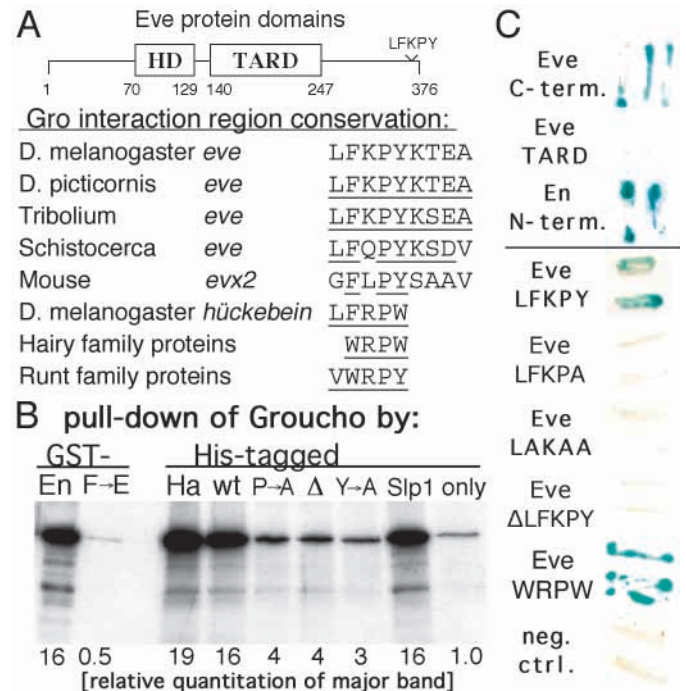 A
Eve protein domains
LFKPY
HD
TARD
1
70
129
140
247
376
Gro interaction region conservation:
D. melanogaster eve LFKPYKTEA
D. picticornis eve LFKPYKTEA
Tribolium eve LFKPYKSEA
Schistocerca eve LFQPYKSDV
Mouse evx2 GFLPYSAAV
D. melanogaster hückebein LFRPW
Hairy family proteins WRPW
Runt family proteins VWRPY
B pull-down of Groucho by:
GST- His-tagged
En F→E Ha wt P→A Δ Y→A Slp1 only
16 0.5 19 16 4 4 3 16 1.0
[relative quantitation of major band]
C
Eve
C-term.
Eve
TARD
En
N-term.
Eve
LFKPY
Eve
LFKPA
Eve
LAKAA
Eve
ΔLFKPY
Eve
WRPW
neg.
ctrl.